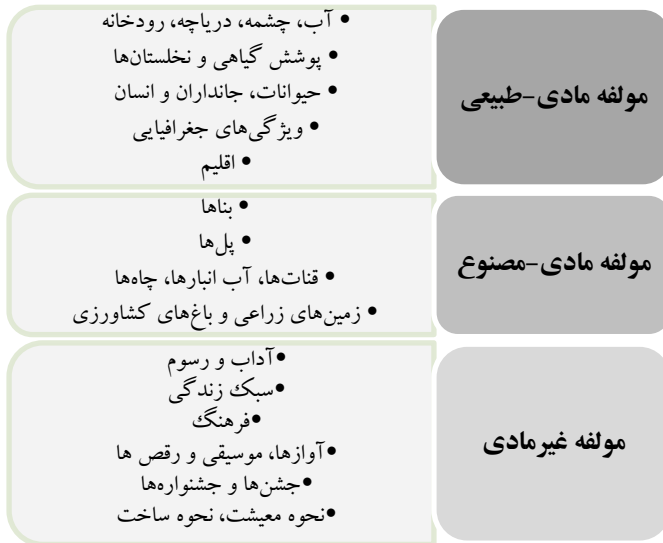 مولفه مادی-طبیعی
• آب، چشمه، دریاچه، رودخانه
• پوشش گیاهی و نخلستان‌ها
• حیوانات، جانداران و انسان
• ویژگی‌های جغرافیایی
• اقلیم
مولفه مادی-مصنوع
• بناها
• پل‌ها
• قنات‌ها، آب انبارها، چاه‌ها
• زمین‌های زراعی و باغ‌های کشاورزی
مولفه غیرمادی
•آداب و رسوم
•سبک زندگی
•فرهنگ
•آوازها، موسیقی و رقص ها
•جشن‌ها و جشنواره‌ها
•نحوه معیشت، نحوه ساخت